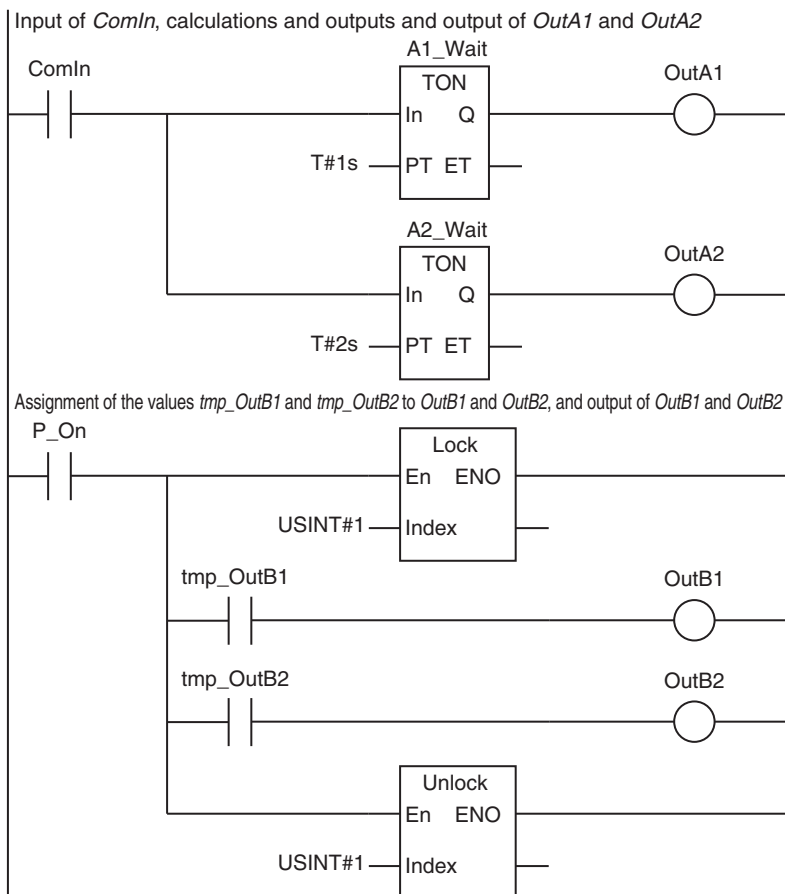 Input of ComIn, calculations and outputs and output of OutA1 and OutA2
A1_Wait
ComIn
TON
OutA1
In Q
T#1s
PT ET
A2_Wait
TON
OutA2
In Q
T#2s
PT ET
Assignment of the values tmp_OutB1 and tmp_OutB2 to OutB1 and OutB2, and output of OutB1 and OutB2
P_On
Lock
En ENO
USINT#1
Index
tmp_OutB1
OutB1
tmp_OutB2
OutB2
Unlock
En ENO
USINT#1
Index